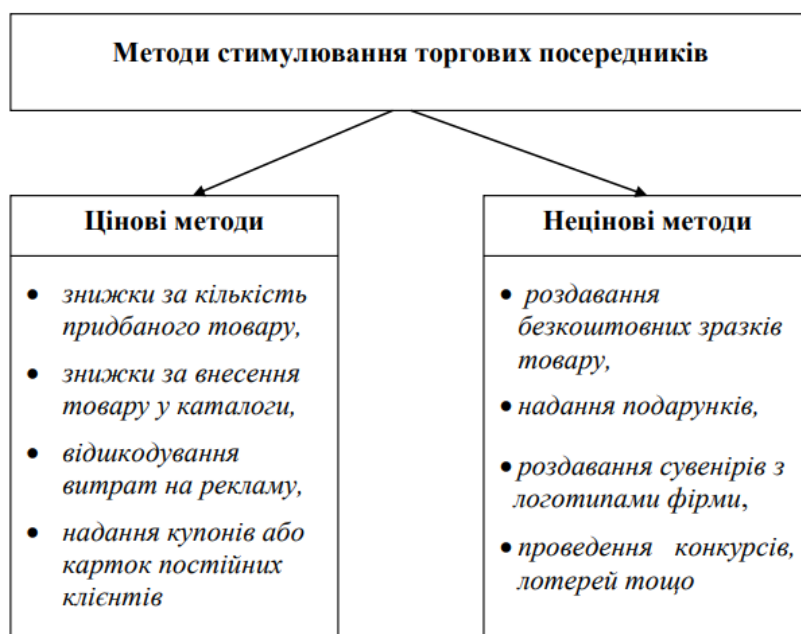 Методи стимулювання торгових посередників
Цінові методи
• знижки за кількість
придбаного товару,
• знижки за внесення
товару у каталоги,
• відшкодування
витрат на рекламу,
• надання купонів або
карток постійних
клієнтів
Нецінові методи
• роздавання
безкоштовних зразків
товару,
• надання подарунків,
• роздавання сувенірів з
логотипами фірми,
• проведення конкурсів,
лотерей тощо